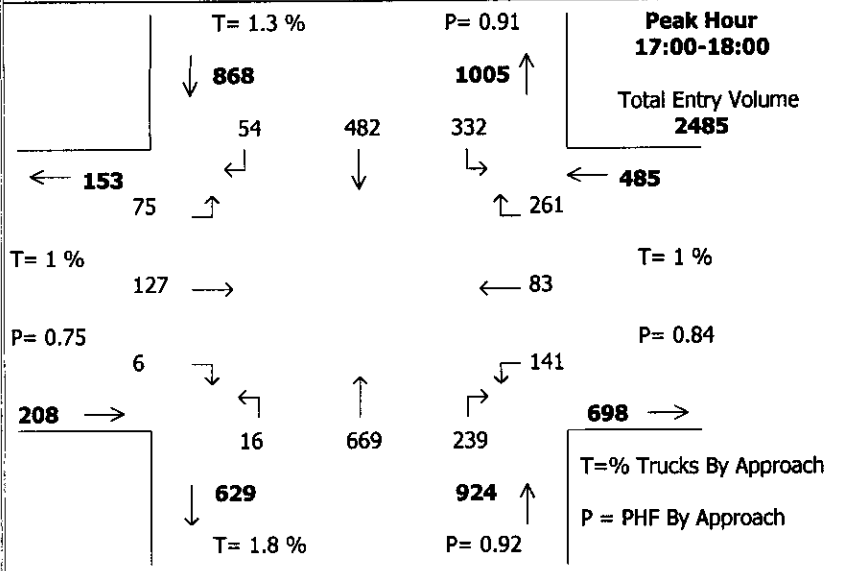 T= 1.3 % P= 0.91 Peak Hour
17:00-18:00
868 1005
Total Entry Volume
54 482 332 2485
153 485
75 261
T= 1 % T= 1 %
127 83
P= 0.75 P= 0.84
6 141
208 698
16 669 239
T=% Trucks By Approach
629 924
P = PHF By Approach
T= 1.8 % P= 0.92